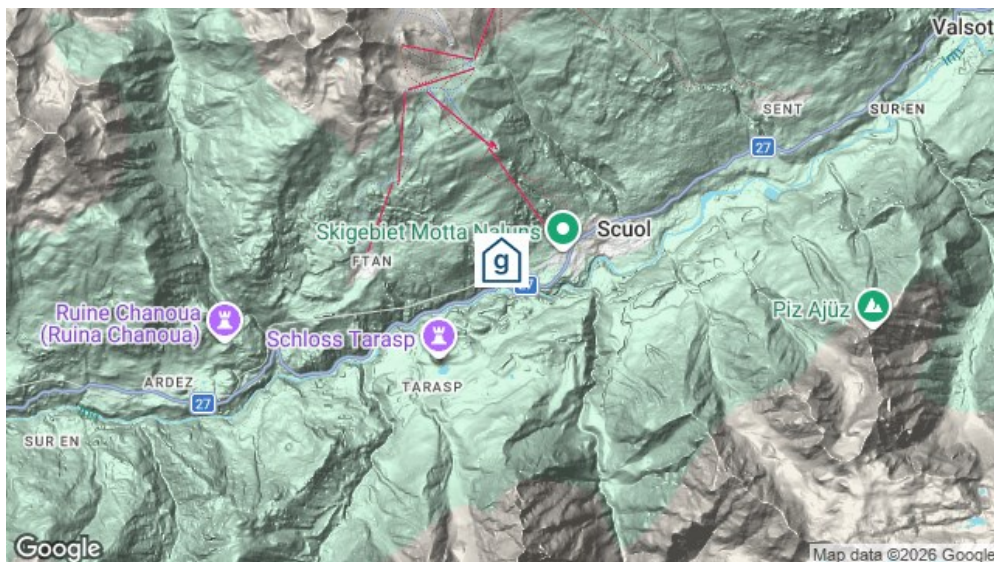 Valsot
SENT
SUR EN
27
Skigebiet Motta Naluns
Scuol
FTAN
g
27
Ruine Chanoua
(Ruina Chanoua)
Schloss Tarasp
Piz Ajüz
ARDEZ
TARASP
27
SUR EN
Google
Map data ©2026 Google